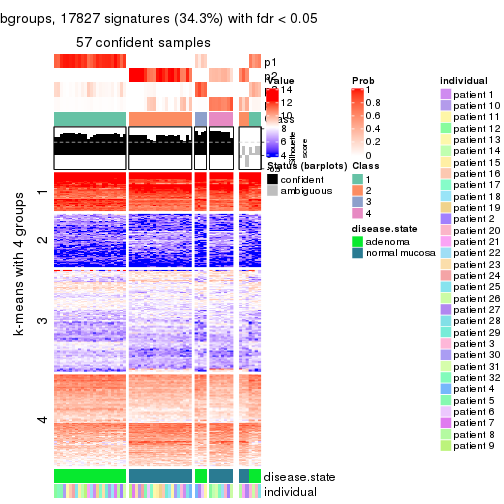 bgroups, 17827 signatures (34.3%) with fdr < 0.05
57 confident samples
p1
p2
Value
14
12
10
8
6
4
silhouette
score
Status (barplots)
confident
ambiguous
Prob
1
0.8
0.6
0.4
0.2
0
Class
1
2
3
4
disease.state
adenoma
normal mucosa
individual
patient 1
patient 10
patient 11
patient 12
patient 13
patient 14
patient 15
patient 16
patient 17
patient 18
patient 19
patient 2
patient 20
patient 21
patient 22
patient 23
patient 24
patient 25
patient 26
patient 27
patient 28
patient 29
patient 3
patient 30
patient 31
patient 32
patient 4
patient 5
patient 6
patient 7
patient 8
patient 9
k-means with 4 groups
1
2
3
4
disease.state
individual